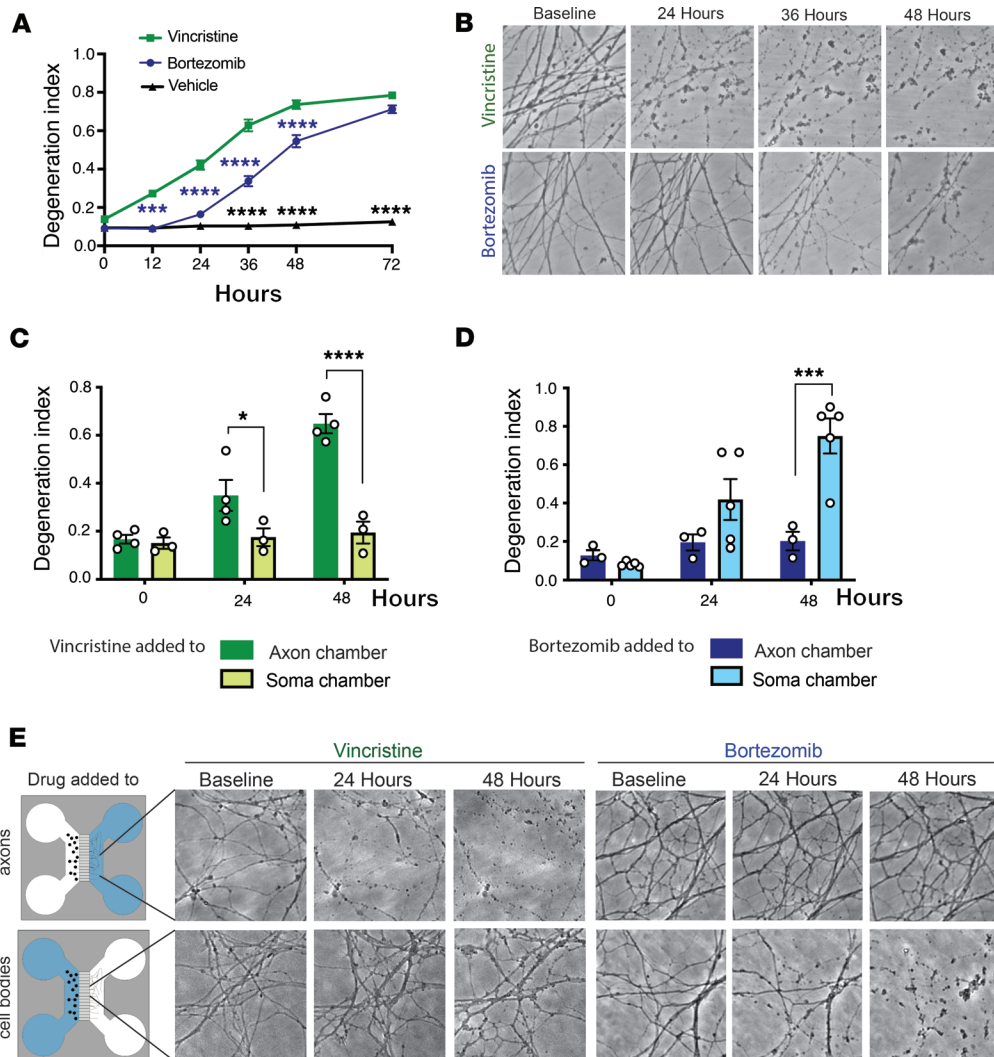 A
Vincristine
Bortezomib
Vehicle
Degeneration index
1.0
0.8
0.6
0.4
0.2
0.0
***
****
****
****
****
****
****
0
12
24
36
48
72
Hours
B
Baseline
24 Hours
36 Hours
48 Hours
Vincristine
Bortezomib
C
Degeneration index
0.8
0.6
0.4
0.2
0.0
*
****
0
24
48
Hours
Vincristine added to
Axon chamber
Soma chamber
D
Degeneration index
1.0
0.8
0.6
0.4
0.2
0.0
***
0
24
48
Hours
Bortezomib added to
Axon chamber
Soma chamber
E
Vincristine
Bortezomib
Drug added to
Baseline
24 Hours
48 Hours
Baseline
24 Hours
48 Hours
axons
cell bodies